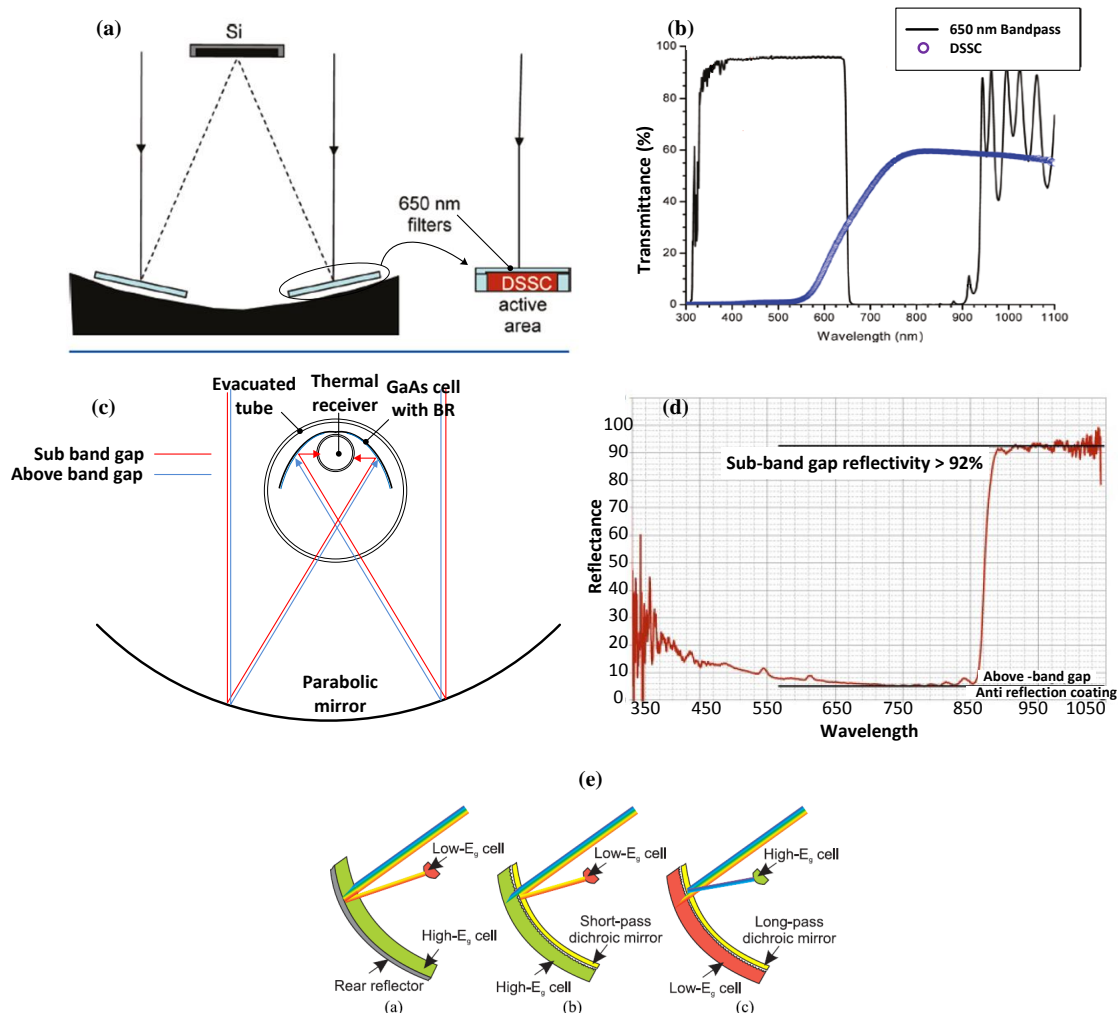 (a)
Si
650 nm
filters
DSSC
active
area
(b)
650 nm Bandpass
DSSC
Transmittance (%)
100
80
60
40
20
0
300 400 500 600 700 800 900 1000 1100
Wavelength (nm)
(c)
Evacuated
tube
Thermal
receiver
GaAs cell
with BR
Sub band gap
Above band gap
Parabolic
mirror
(d)
Reflectance
100
90
80
70
60
50
40
30
20
10
0
Sub-band gap reflectivity > 92%
Above -band gap
Anti reflection coating
350 450 550 650 750 850 950 1050
Wavelength
(e)
Low-Eg cell
High-Eg cell
Rear reflector
(a)
Low-Eg cell
Short-pass
dichroic mirror
High-Eg cell
(b)
High-Eg cell
Long-pass
dichroic mirror
Low-Eg cell
(c)